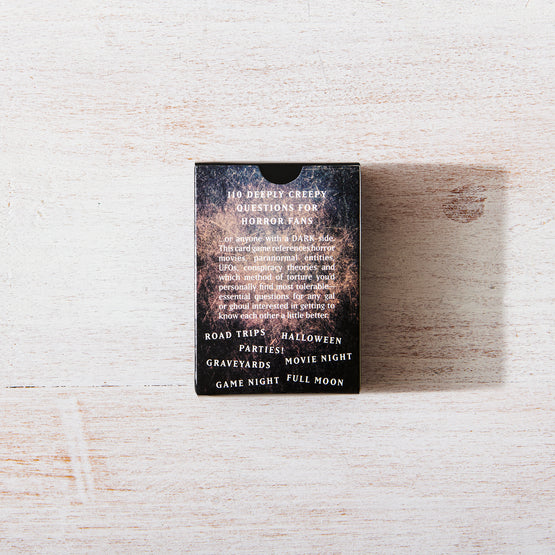 110 DEEPLY CREEPY
QUESTIONS FOR
HORROR FANS
or anyone with a DARK side.
This card game references horror
movies, paranormal entities,
UFOs, conspiracy theories and
which method of torture you'd
personally find most tolerable—
essential questions for any gal
or ghoul interested in getting to
know each other a little better.
ROAD TRIPS HALLOWEEN
PARTIES!
GRAVEYARDS MOVIE NIGHT
GAME NIGHT FULL MOON